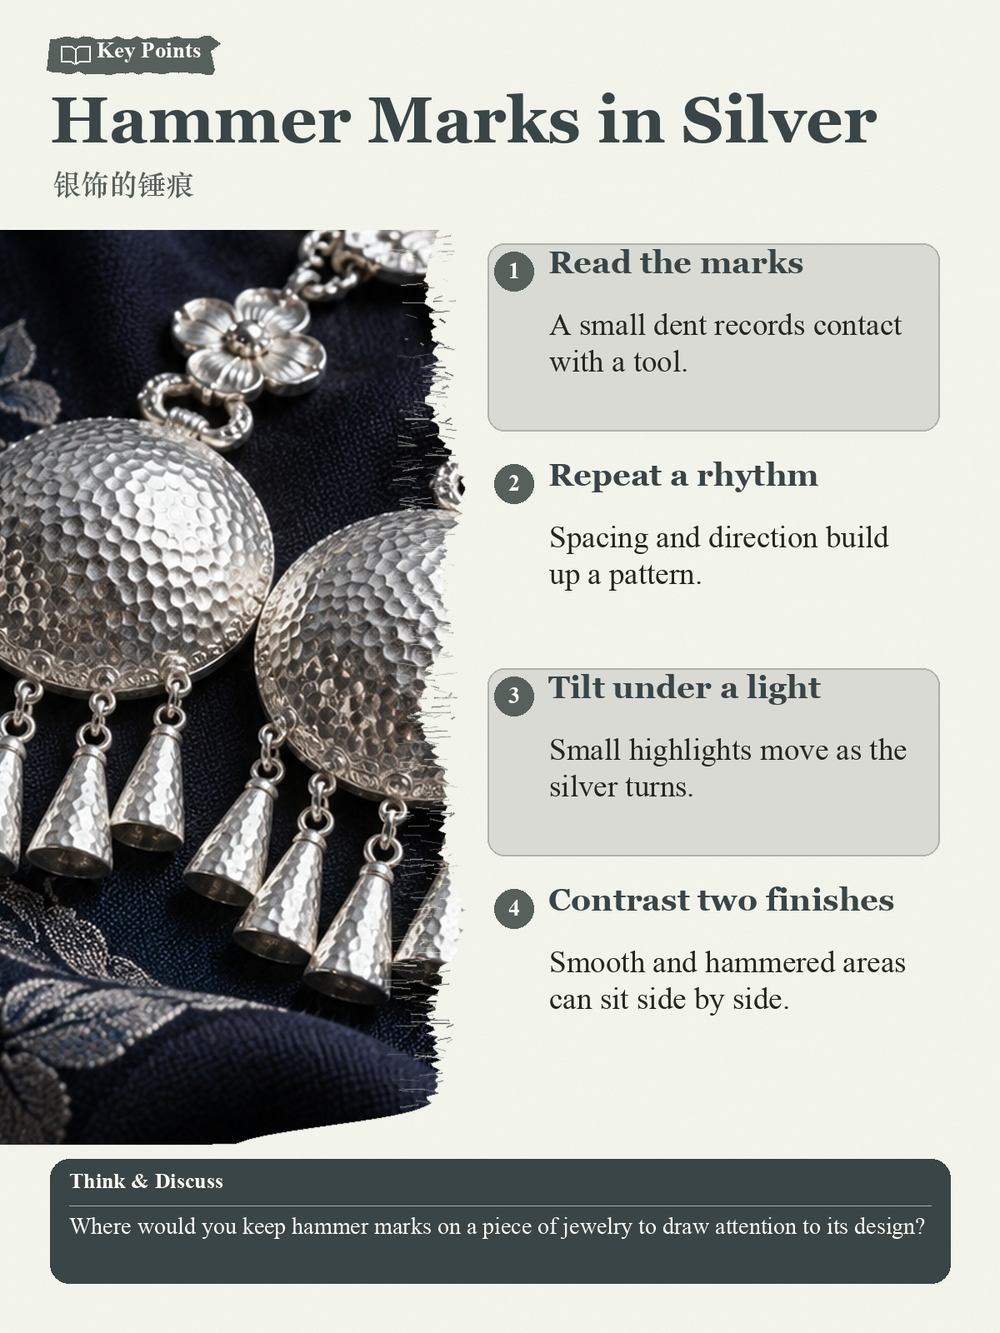 Key Points
Hammer Marks in Silver
银饰的锤痕
1 Read the marks
A small dent records contact
with a tool.
2 Repeat a rhythm
Spacing and direction build
up a pattern.
3 Tilt under a light
Small highlights move as the
silver turns.
4 Contrast two finishes
Smooth and hammered areas
can sit side by side.
Think & Discuss
Where would you keep hammer marks on a piece of jewelry to draw attention to its design?